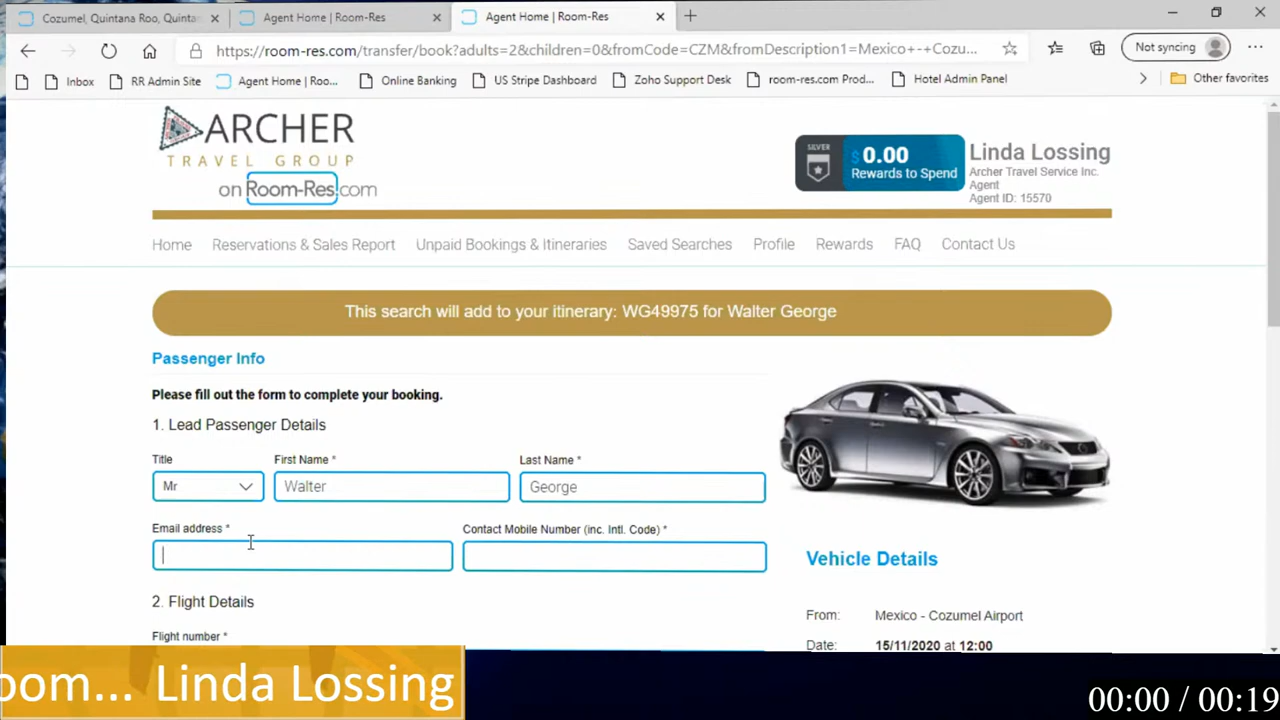 Cozumel, Quintana Roo, Quinta
Agent Home | Room-Res
Agent Home | Room-Res
https://room-res.com/transfer/book?adults=2&children=0&fromCode=CZM&fromDescription1=Mexico+-+Cozu...
Not syncing
Inbox
RR Admin Site
Agent Home | Roo...
Online Banking
US Stripe Dashboard
Zoho Support Desk
room-res.com Prod...
Hotel Admin Panel
Other favorites
ARCHER
TRAVEL GROUP
on Room-Res.com
SILVER
$0.00
Rewards to Spend
Linda Lossing
Archer Travel Service Inc.
Agent
Agent ID: 15570
Home
Reservations & Sales Report
Unpaid Bookings & Itineraries
Saved Searches
Profile
Rewards
FAQ
Contact Us
This search will add to your itinerary: WG49975 for Walter George
Passenger Info
Please fill out the form to complete your booking.
1. Lead Passenger Details
Title
First Name *
Last Name *
Mr
Walter
George
Email address *
Contact Mobile Number (inc. Intl. Code) *
2. Flight Details
Flight number *
Vehicle Details
From: Mexico - Cozumel Airport
Date: 15/11/2020 at 12:00
oom... Linda Lossing
00:00 / 00:19